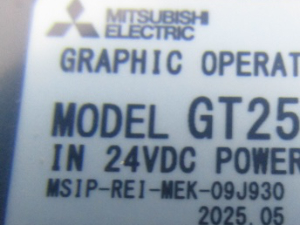 MITSUBISHI
ELECTRIC
GRAPHIC OPERAT
MODEL GT25
IN 24VDC POWER
MSIP-REI-MEK-09J930
2025.05